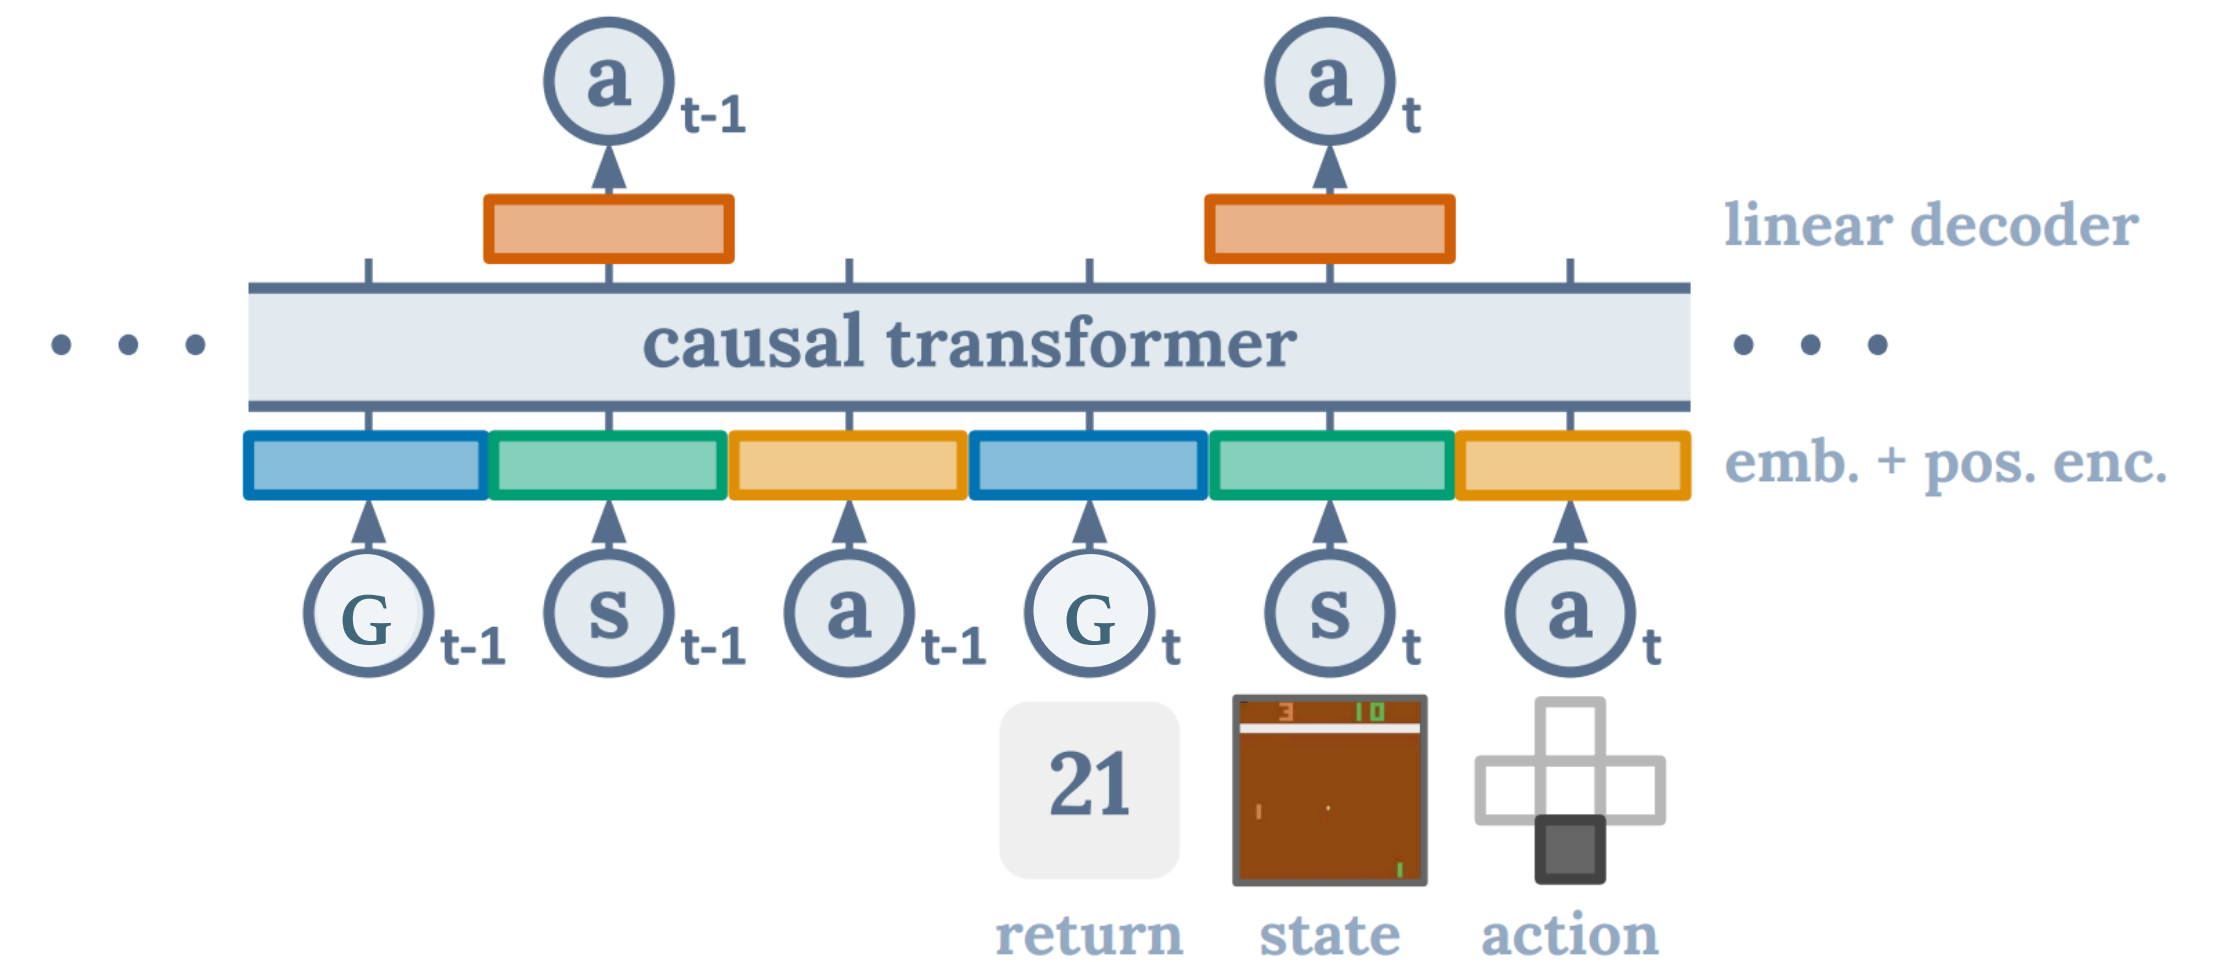 a t-1 a t
linear decoder
causal transformer
emb. + pos. enc.
G t-1 s t-1 a t-1 G t s t a t
3 10
21
return state action